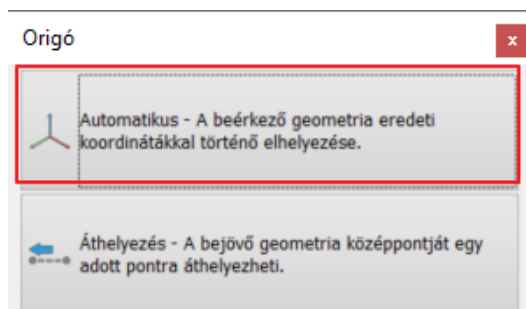 Origó
x
Automatikus - A beérkező geometria eredeti
koordinátákkal történő elhelyezése.
Áthelyezés - A bejövő geometria középpontját egy
adott pontra áthelyezheti.